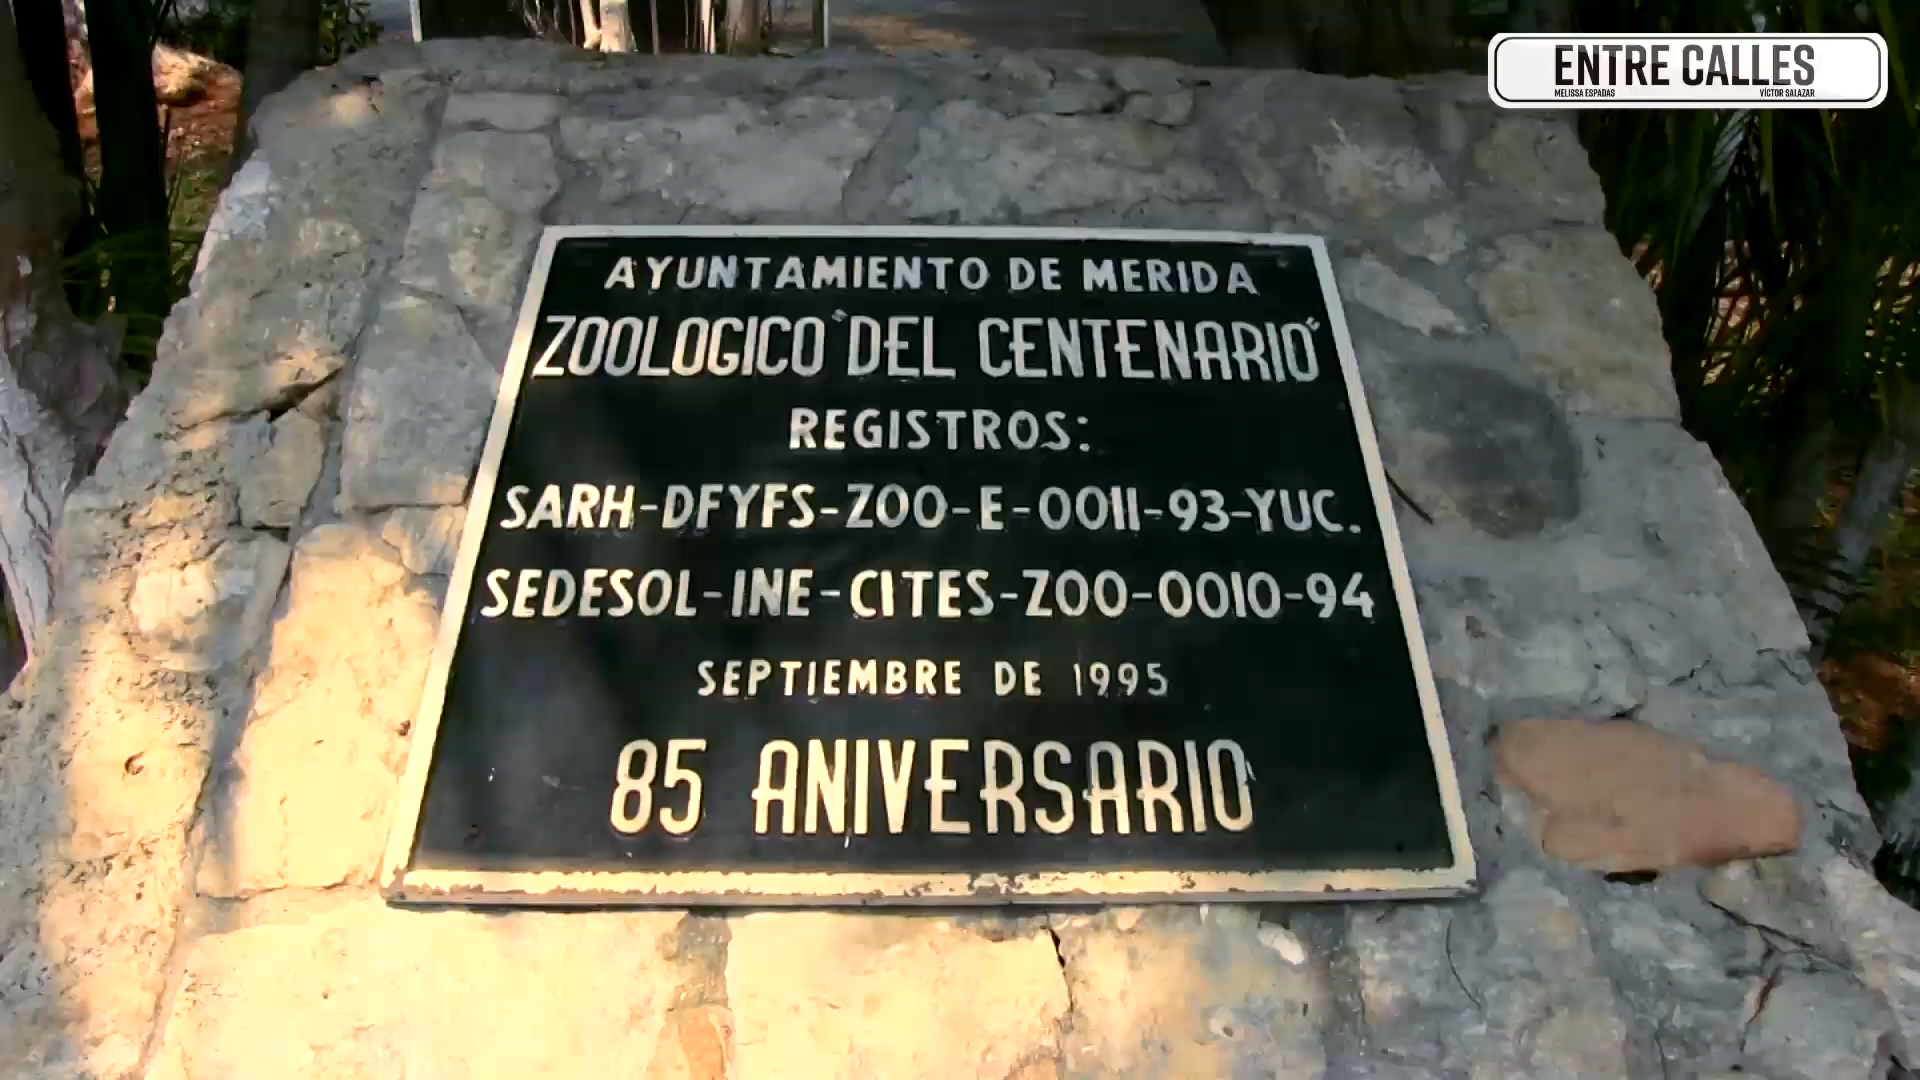 ENTRE CALLES
MELISSA ESPADAS VÍCTOR SALAZAR
AYUNTAMIENTO DE MERIDA
ZOOLOGICO "DEL CENTENARIO"
REGISTROS:
SARH-DFYFS-ZOO-E-0011-93-YUC.
SEDESOL-INE-CITES-ZOO-0010-94
SEPTIEMBRE DE 1995
85 ANIVERSARIO